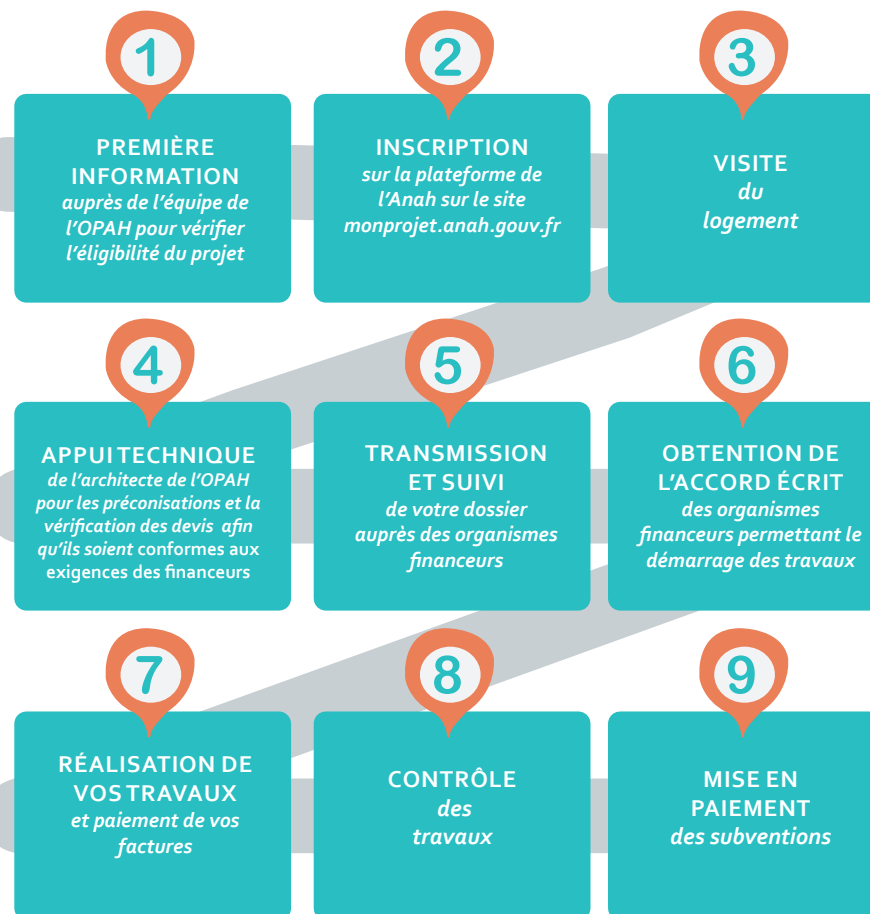 1
PREMIÈRE
INFORMATION
auprès de l’équipe de
l’OPAH pour vérifier
l’éligibilité du projet
2
INSCRIPTION
sur la plateforme de
l’Anah sur le site
monprojet.anah.gouv.fr
3
VISITE
du
logement
4
APPUI TECHNIQUE
de l’architecte de l’OPAH
pour les préconisations et la
vérification des devis afin
qu’ils soient conformes aux
exigences des financeurs
5
TRANSMISSION
ET SUIVI
de votre dossier
auprès des organismes
financeurs
6
OBTENTION DE
L’ACCORD ÉCRIT
des organismes
financeurs permettant le
démarrage des travaux
7
RÉALISATION DE
VOS TRAVAUX
et paiement de vos
factures
8
CONTRÔLE
des
travaux
9
MISE EN
PAIEMENT
des subventions